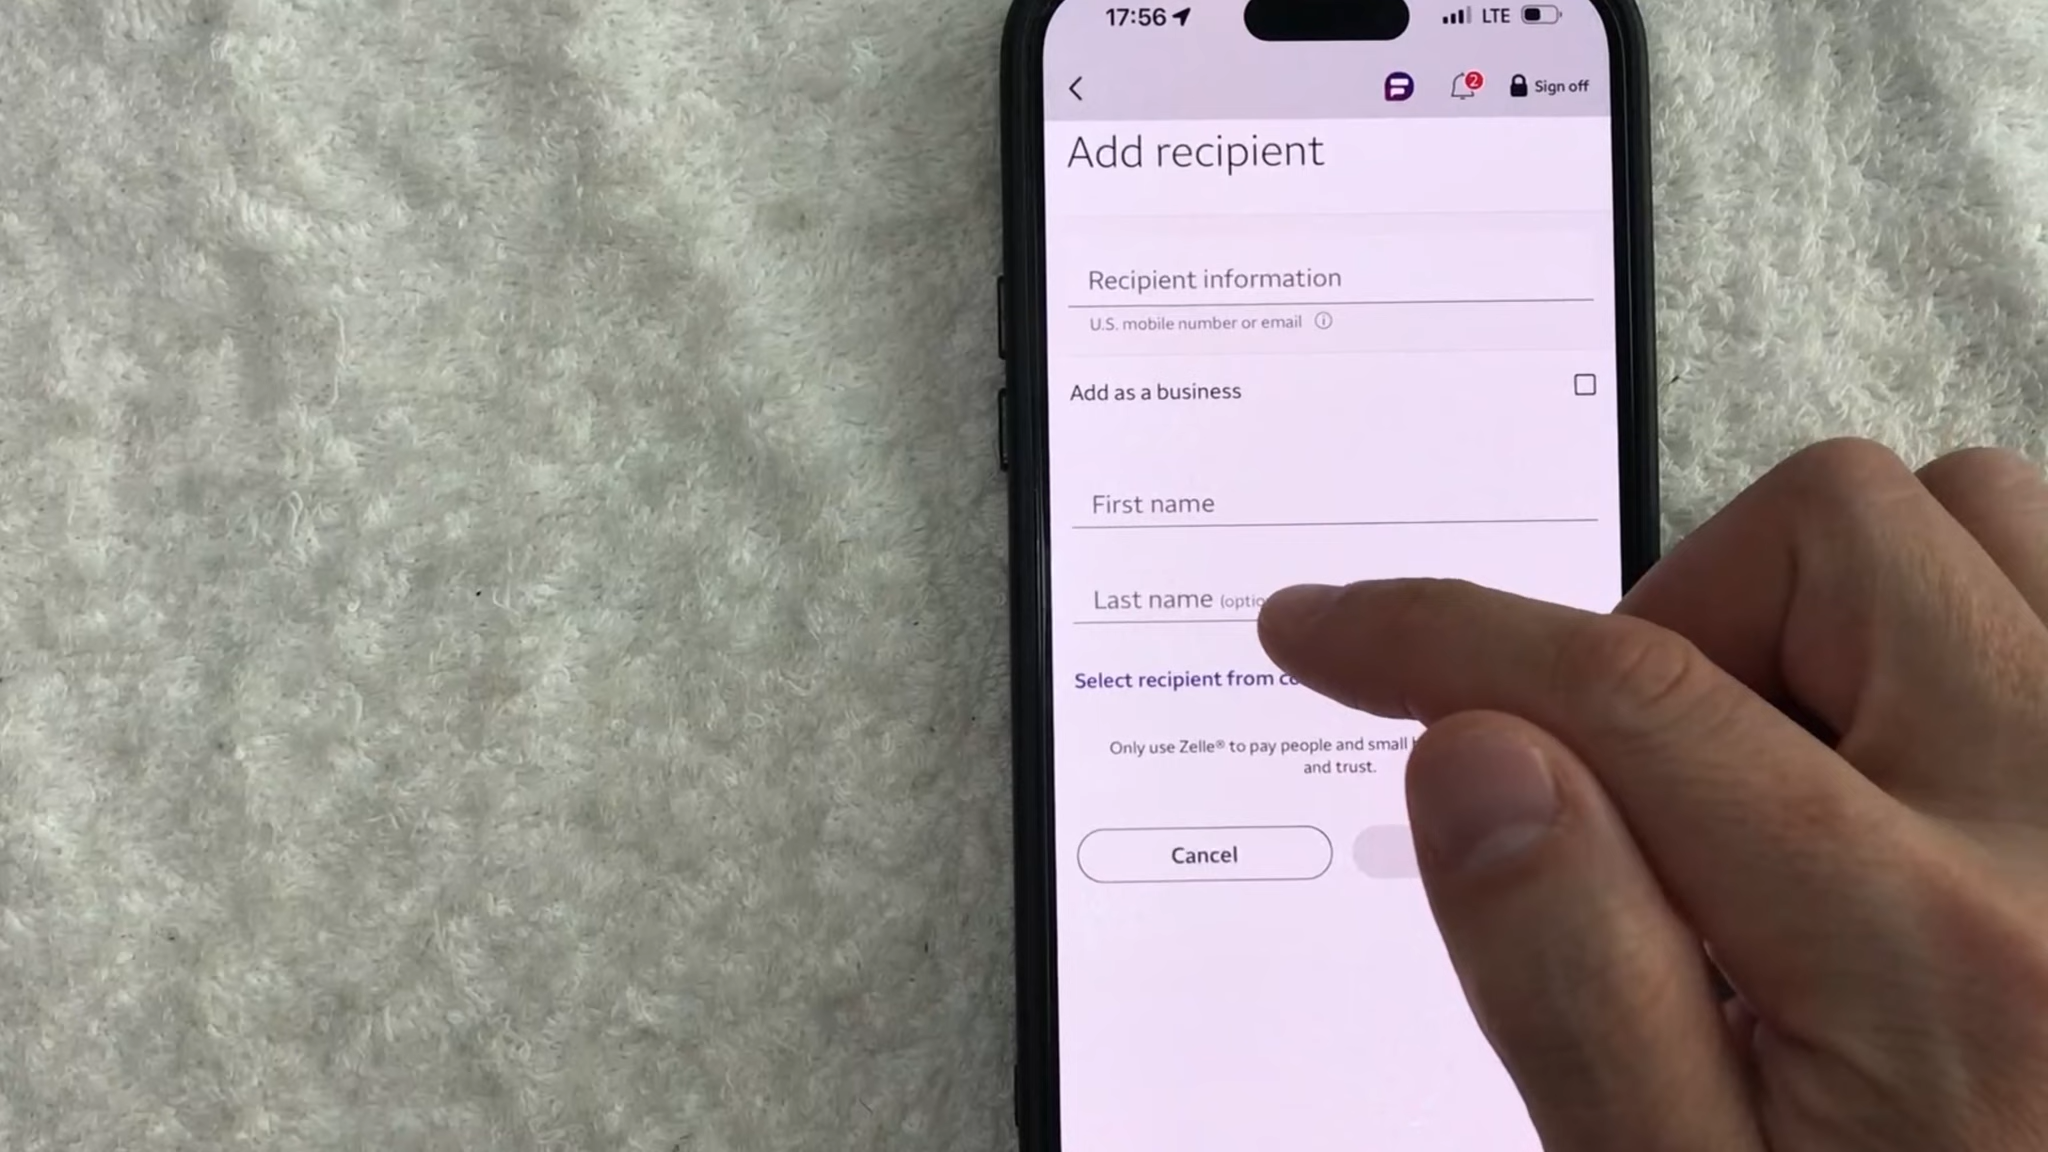 17:56 LTE
2
Sign off
Add recipient
Recipient information
U.S. mobile number or email
Add as a business
First name
Last name
Select recipient from
Only use Zelle® to pay people and small
and trust.
Cancel